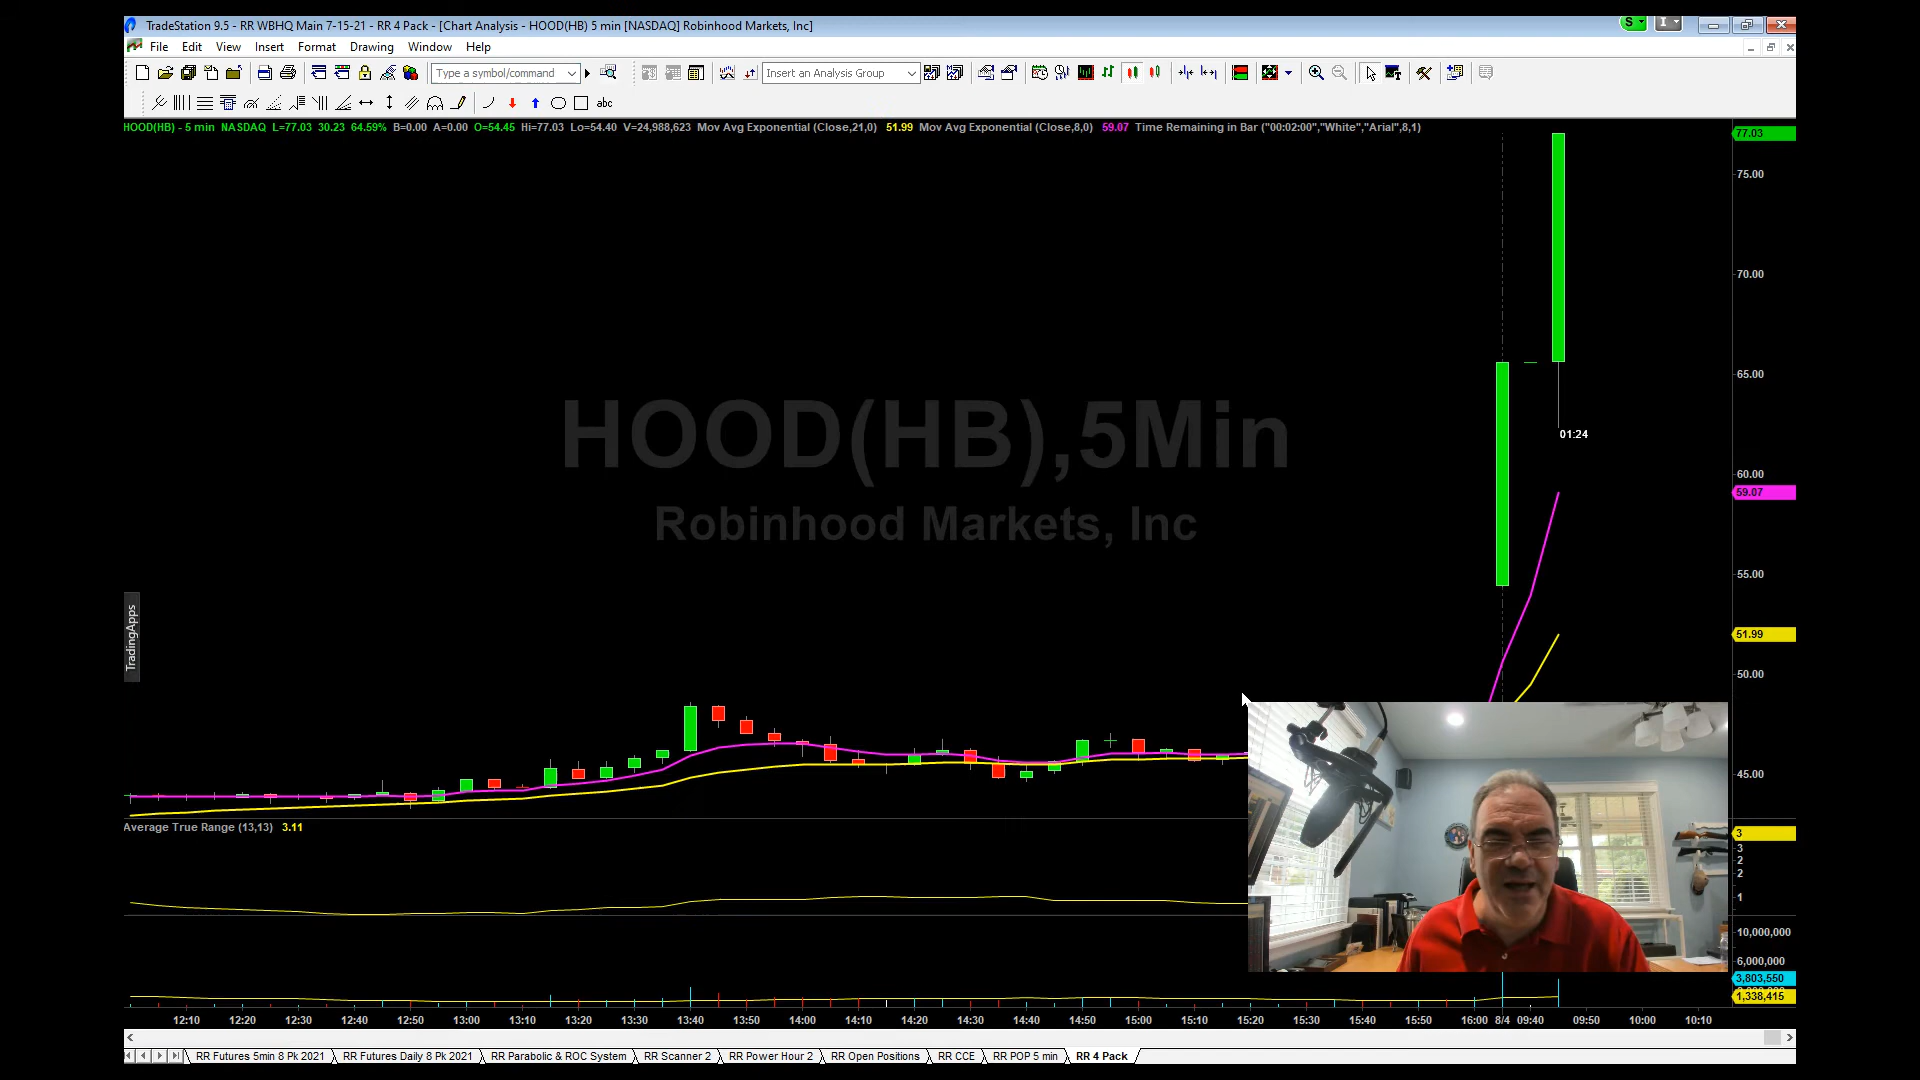 TradeStation 9.5 - RR WBHQ Main 7-15-21 - RR 4 Pack - [Chart Analysis - HOOD(HB) 5 min [NASDAQ] Robinhood Markets, Inc]
S
I
File Edit View Insert Format Drawing Window Help
Type a symbol/command
Insert an Analysis Group
abc
HOOD(HB) - 5 min NASDAQ L=77.03 30.23 64.59% B=0.00 A=0.00 O=54.45 Hi=77.03 Lo=54.40 V=24,988,623 Mov Avg Exponential (Close,21,0) 51.99 Mov Avg Exponential (Close,8,0) 59.07 Time Remaining in Bar ("00:02:00","White","Arial",8,1)
77.03
75.00
70.00
65.00
HOOD(HB),5Min
01:24
60.00
59.07
Robinhood Markets, Inc
55.00
TradingApps
51.99
50.00
45.00
Average True Range (13,13) 3.11
3
3
2
2
1
10,000,000
6,000,000
3,803,550
1,338,415
12:10 12:20 12:30 12:40 12:50 13:00 13:10 13:20 13:30 13:40 13:50 14:00 14:10 14:20 14:30 14:40 14:50 15:00 15:10 15:20 15:30 15:40 15:50 16:00 8/4 09:40 09:50 10:00 10:10
RR Futures 5min 8 Pk 2021 RR Futures Daily 8 Pk 2021 RR Parabolic & ROC System RR Scanner 2 RR Power Hour 2 RR Open Positions RR CCE RR POP 5 min RR 4 Pack